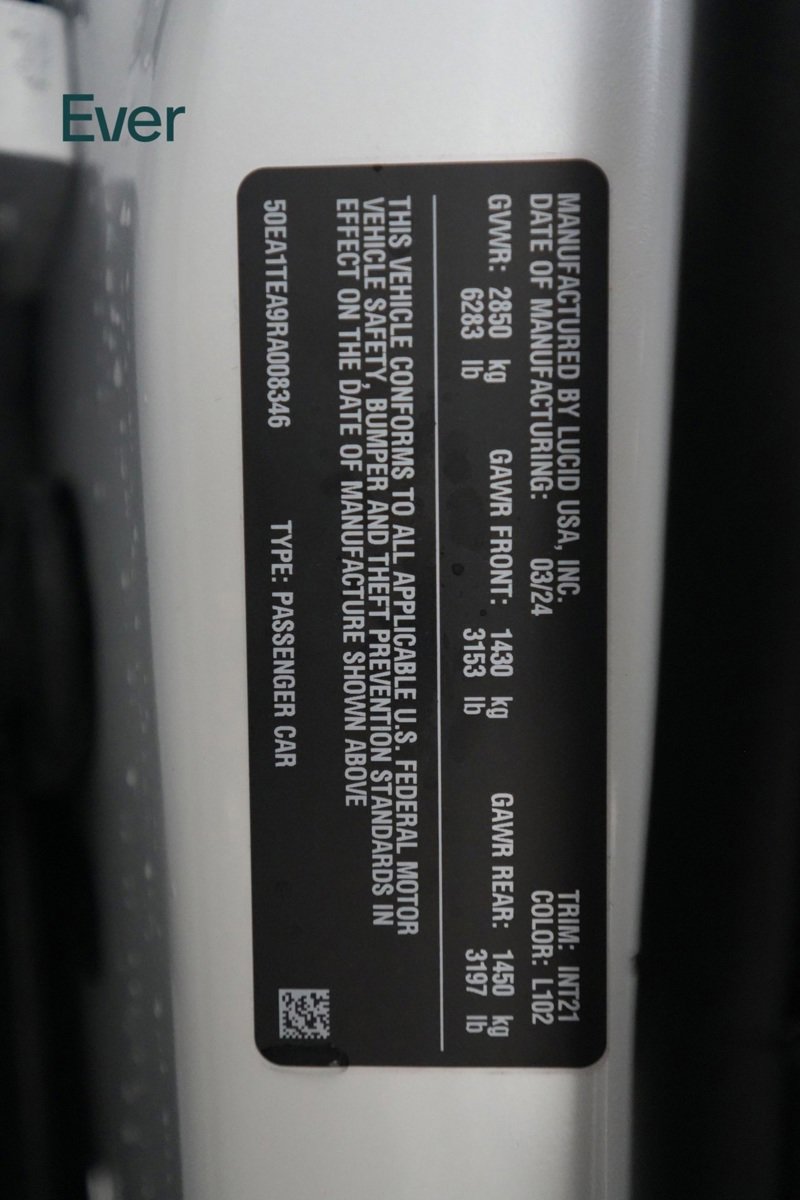 Ever
MANUFACTURED BY LUCID USA, INC. TRIM: INT21
DATE OF MANUFACTURING: 03/24 COLOR: L102
GVWR: 2850 kg GAWR FRONT: 1430 kg GAWR REAR: 1450 kg
6283 lb 3153 lb 3197 lb
THIS VEHICLE CONFORMS TO ALL APPLICABLE U.S. FEDERAL MOTOR
VEHICLE SAFETY, BUMPER AND THEFT PREVENTION STANDARDS IN
EFFECT ON THE DATE OF MANUFACTURE SHOWN ABOVE
50EA1TEA9RA008346 TYPE: PASSENGER CAR